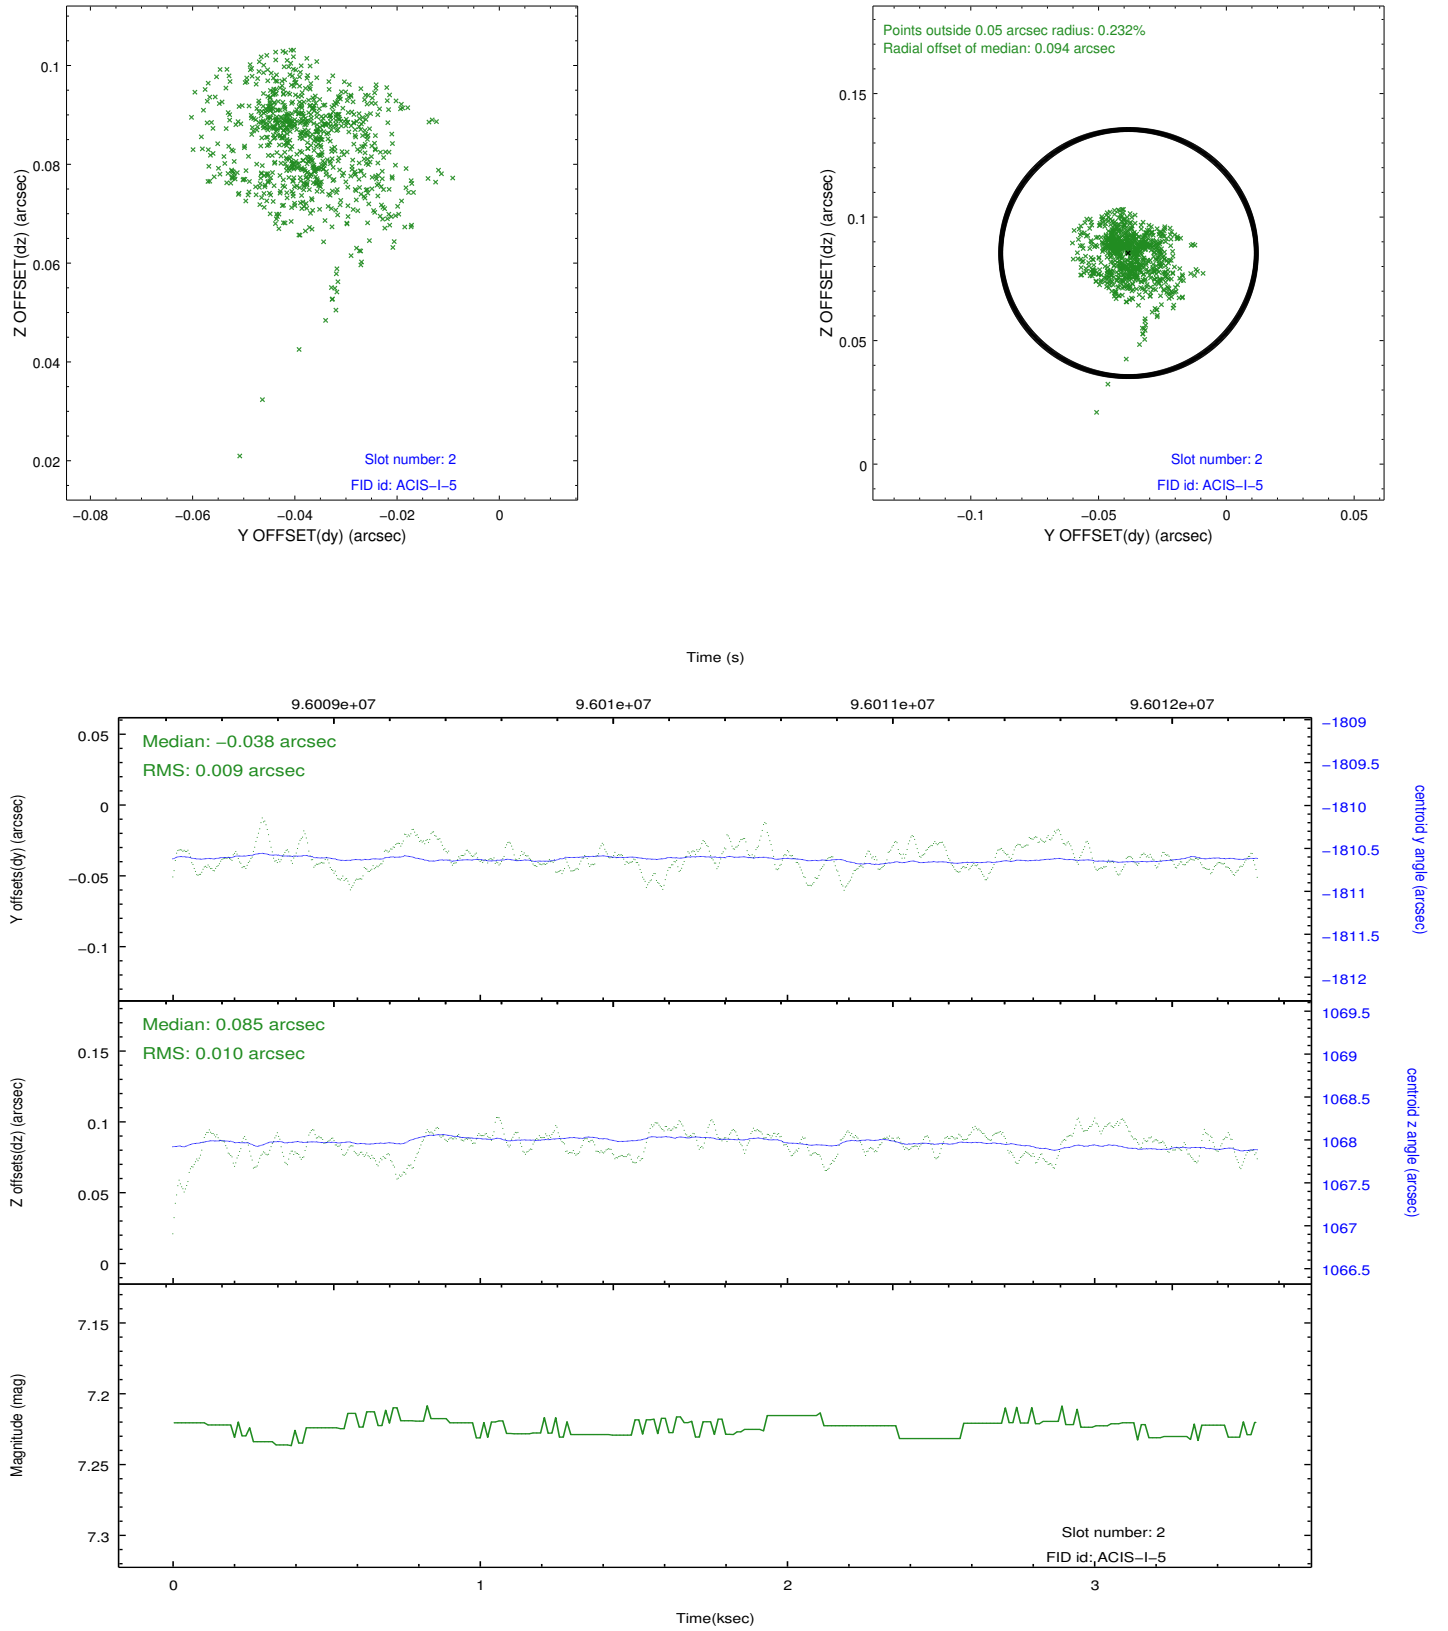 0.1
0.08
0.06
0.04
0.02
Z OFFSET(dz) (arcsec)
Slot number: 2
FID id: ACIS−I−5
−0.08
−0.06
−0.04
−0.02
0
Y OFFSET(dy) (arcsec)
Points outside 0.05 arcsec radius: 0.232%
Radial offset of median: 0.094 arcsec
0.15
0.1
0.05
0
Z OFFSET(dz) (arcsec)
Slot number: 2
FID id: ACIS−I−5
−0.1
−0.05
0
0.05
Y OFFSET(dy) (arcsec)
Time (s)
9.6009e+07
9.601e+07
9.6011e+07
9.6012e+07
Median: −0.038 arcsec
RMS: 0.009 arcsec
0.05
0
−0.05
−0.1
Y offsets(dy) (arcsec)
−1809
−1809.5
−1810
−1810.5
−1811
−1811.5
−1812
centroid y angle (arcsec)
Median: 0.085 arcsec
RMS: 0.010 arcsec
0.15
0.1
0.05
0
Z offsets(dz) (arcsec)
1069.5
1069
1068.5
1068
1067.5
1067
1066.5
centroid z angle (arcsec)
7.15
7.2
7.25
7.3
Magnitude (mag)
Slot number: 2
FID id: ACIS−I−5
0
1
2
3
Time(ksec)